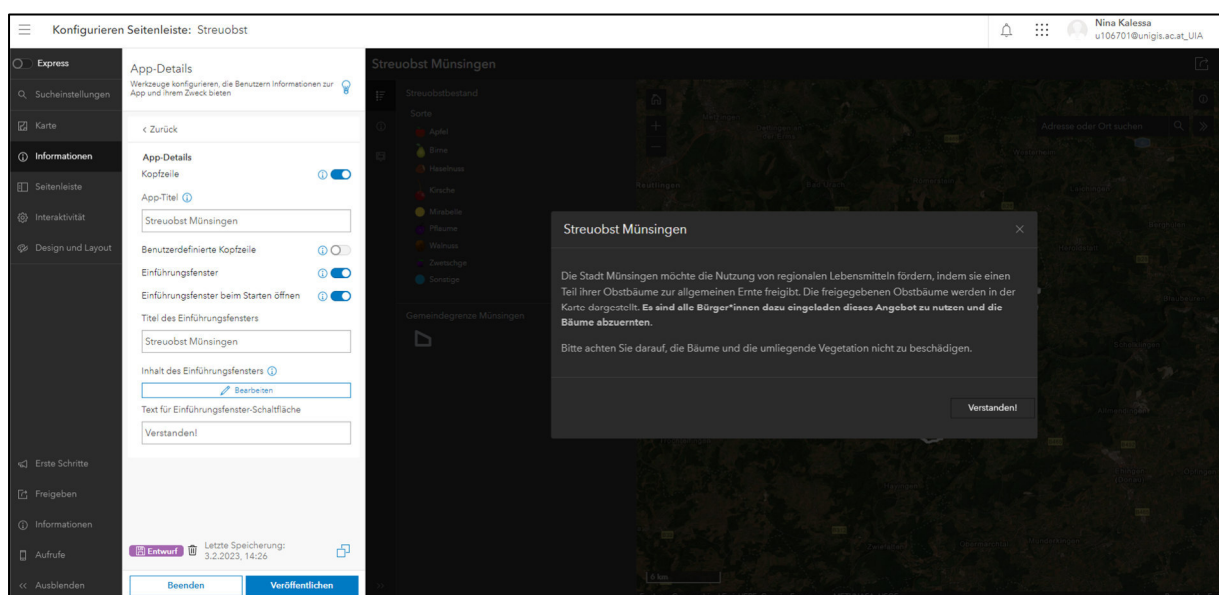 Konfigurieren Seitenleiste: Streuobst
Nina Kalessa
u106701@unigis.ac.at_UIA
Express
Sucheinstellungen
Karte
Informationen
Seitenleiste
Interaktivität
Design und Layout
Erste Schritte
Freigeben
Informationen
Aufrufe
<< Ausblenden
App-Details
Werkzeuge konfigurieren, die Benutzern Informationen zur
App und ihrem Zweck bieten
< Zurück
App-Details
Kopfzeile
App-Titel
Streuobst Münsingen
Benutzerdefinierte Kopfzeile
Einführungsfenster
Einführungsfenster beim Starten öffnen
Titel des Einführungsfensters
Streuobst Münsingen
Inhalt des Einführungsfensters
Bearbeiten
Text für Einführungsfenster-Schaltfläche
Verstanden!
Entwurf
Letzte Speicherung:
3.2.2023, 14:26
Beenden
Veröffentlichen
Streuobst Münsingen
Streuobstbestand
Sorte
Apfel
Birne
Haselnuss
Kirsche
Mirabelle
Pflaume
Walnuss
Zwetschge
Sonstige
Gemeindegrenze Münsingen
Adresse oder Ort suchen
Reutlingen
Streuobst Münsingen
Die Stadt Münsingen möchte die Nutzung von regionalen Lebensmitteln fördern, indem sie einen
Teil ihrer Obstbäume zur allgemeinen Ernte freigibt. Die freigegebenen Obstbäume werden in der
Karte dargestellt. Es sind alle Bürger*innen dazu eingeladen dieses Angebot zu nutzen und die
Bäume abzuernten.
Bitte achten Sie darauf, die Bäume und die umliegende Vegetation nicht zu beschädigen.
Verstanden!